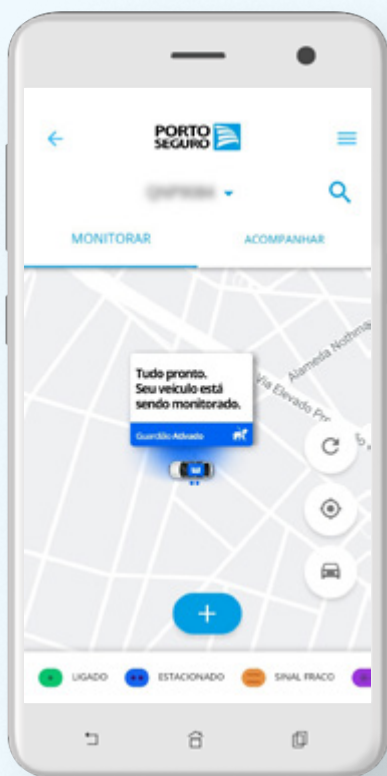 PORTO
SEGURO
MONITORAR
ACOMPANHAR
Alameda Nothma
Via Elevado Pre
Tudo pronto.
Seu veículo está
sendo monitorado.
Guardião Ativado
LIGADO
ESTACIONADO
SINAL FRACO